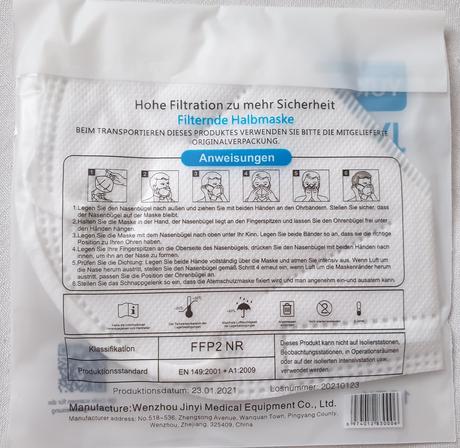 Hohe Filtration zu mehr Sicherheit
Filternde Halbmaske
BEIM TRANSPORTIEREN DIESES PRODUKTES VERWENDEN SIE BITTE DIE MITGELIEFERTE
ORIGINALVERPACKUNG.
Anweisungen
1 2 3 4 5 6
1.Legen Sie den Nasenbügel nach außen und ziehen Sie mit beiden Händen an den Ohrbändern. Stellen Sie sicher, dass
der Nasenbügel auf der Maske bleibt.
2.Halten Sie die Maske in der Hand, der Nasenbügel liegt an den Fingerspitzen und lassen Sie den Ohrenbügel frei unter
den Händen hängen.
3.Legen Sie die Maske mit dem Nasenbügel nach oben unter Ihr Kinn. Legen Sie beide Bänder so an, dass sie die richtige
Position zu Ihren Ohren haben.
4.Legen Sie Ihre Fingerspitzen an die Oberseite des Nasenbügels, drücken Sie den Nasenbügel mit beiden Händen nach
innen, um ihn an der Nase zu formen.
5.Prüfen Sie die Dichtung: Legen Sie beide Hände vollständig über die Maske und atmen Sie intensiv aus. Wenn Luft um
die Nase herum austritt, stellen Sie den Nasenbügel gemäß Schritt 4 erneut ein, wenn Luft um die Maskenränder herum
austritt, passen Sie die Position der Ohrbänder an.
6.Stellen Sie das Schnappgelenk so ein, dass die Atemschutzmaske fixiert wird und man angenehm ein-und ausatem kann.
Klassifikation
FFP2 NR
Produktionsstandard
EN 149:2001 + A1:2009
Dieses Produkt kann nicht auf Isolierstationen,
Beobachtungsstationen, in Operationsräumen
oder auf der isolierten Intensivstation
verwendet werden.
Produktionsdatum: 23.01.2021
Losnummer: 20210123
Manufacture:Wenzhou Jinyi Medical Equipment Co., Ltd.
Manufacturer address:No.518-536, Zhengsiong Avenue, Wanquan Town, Pingyang County,
Wenzhou, Zhejiang, 325409, China